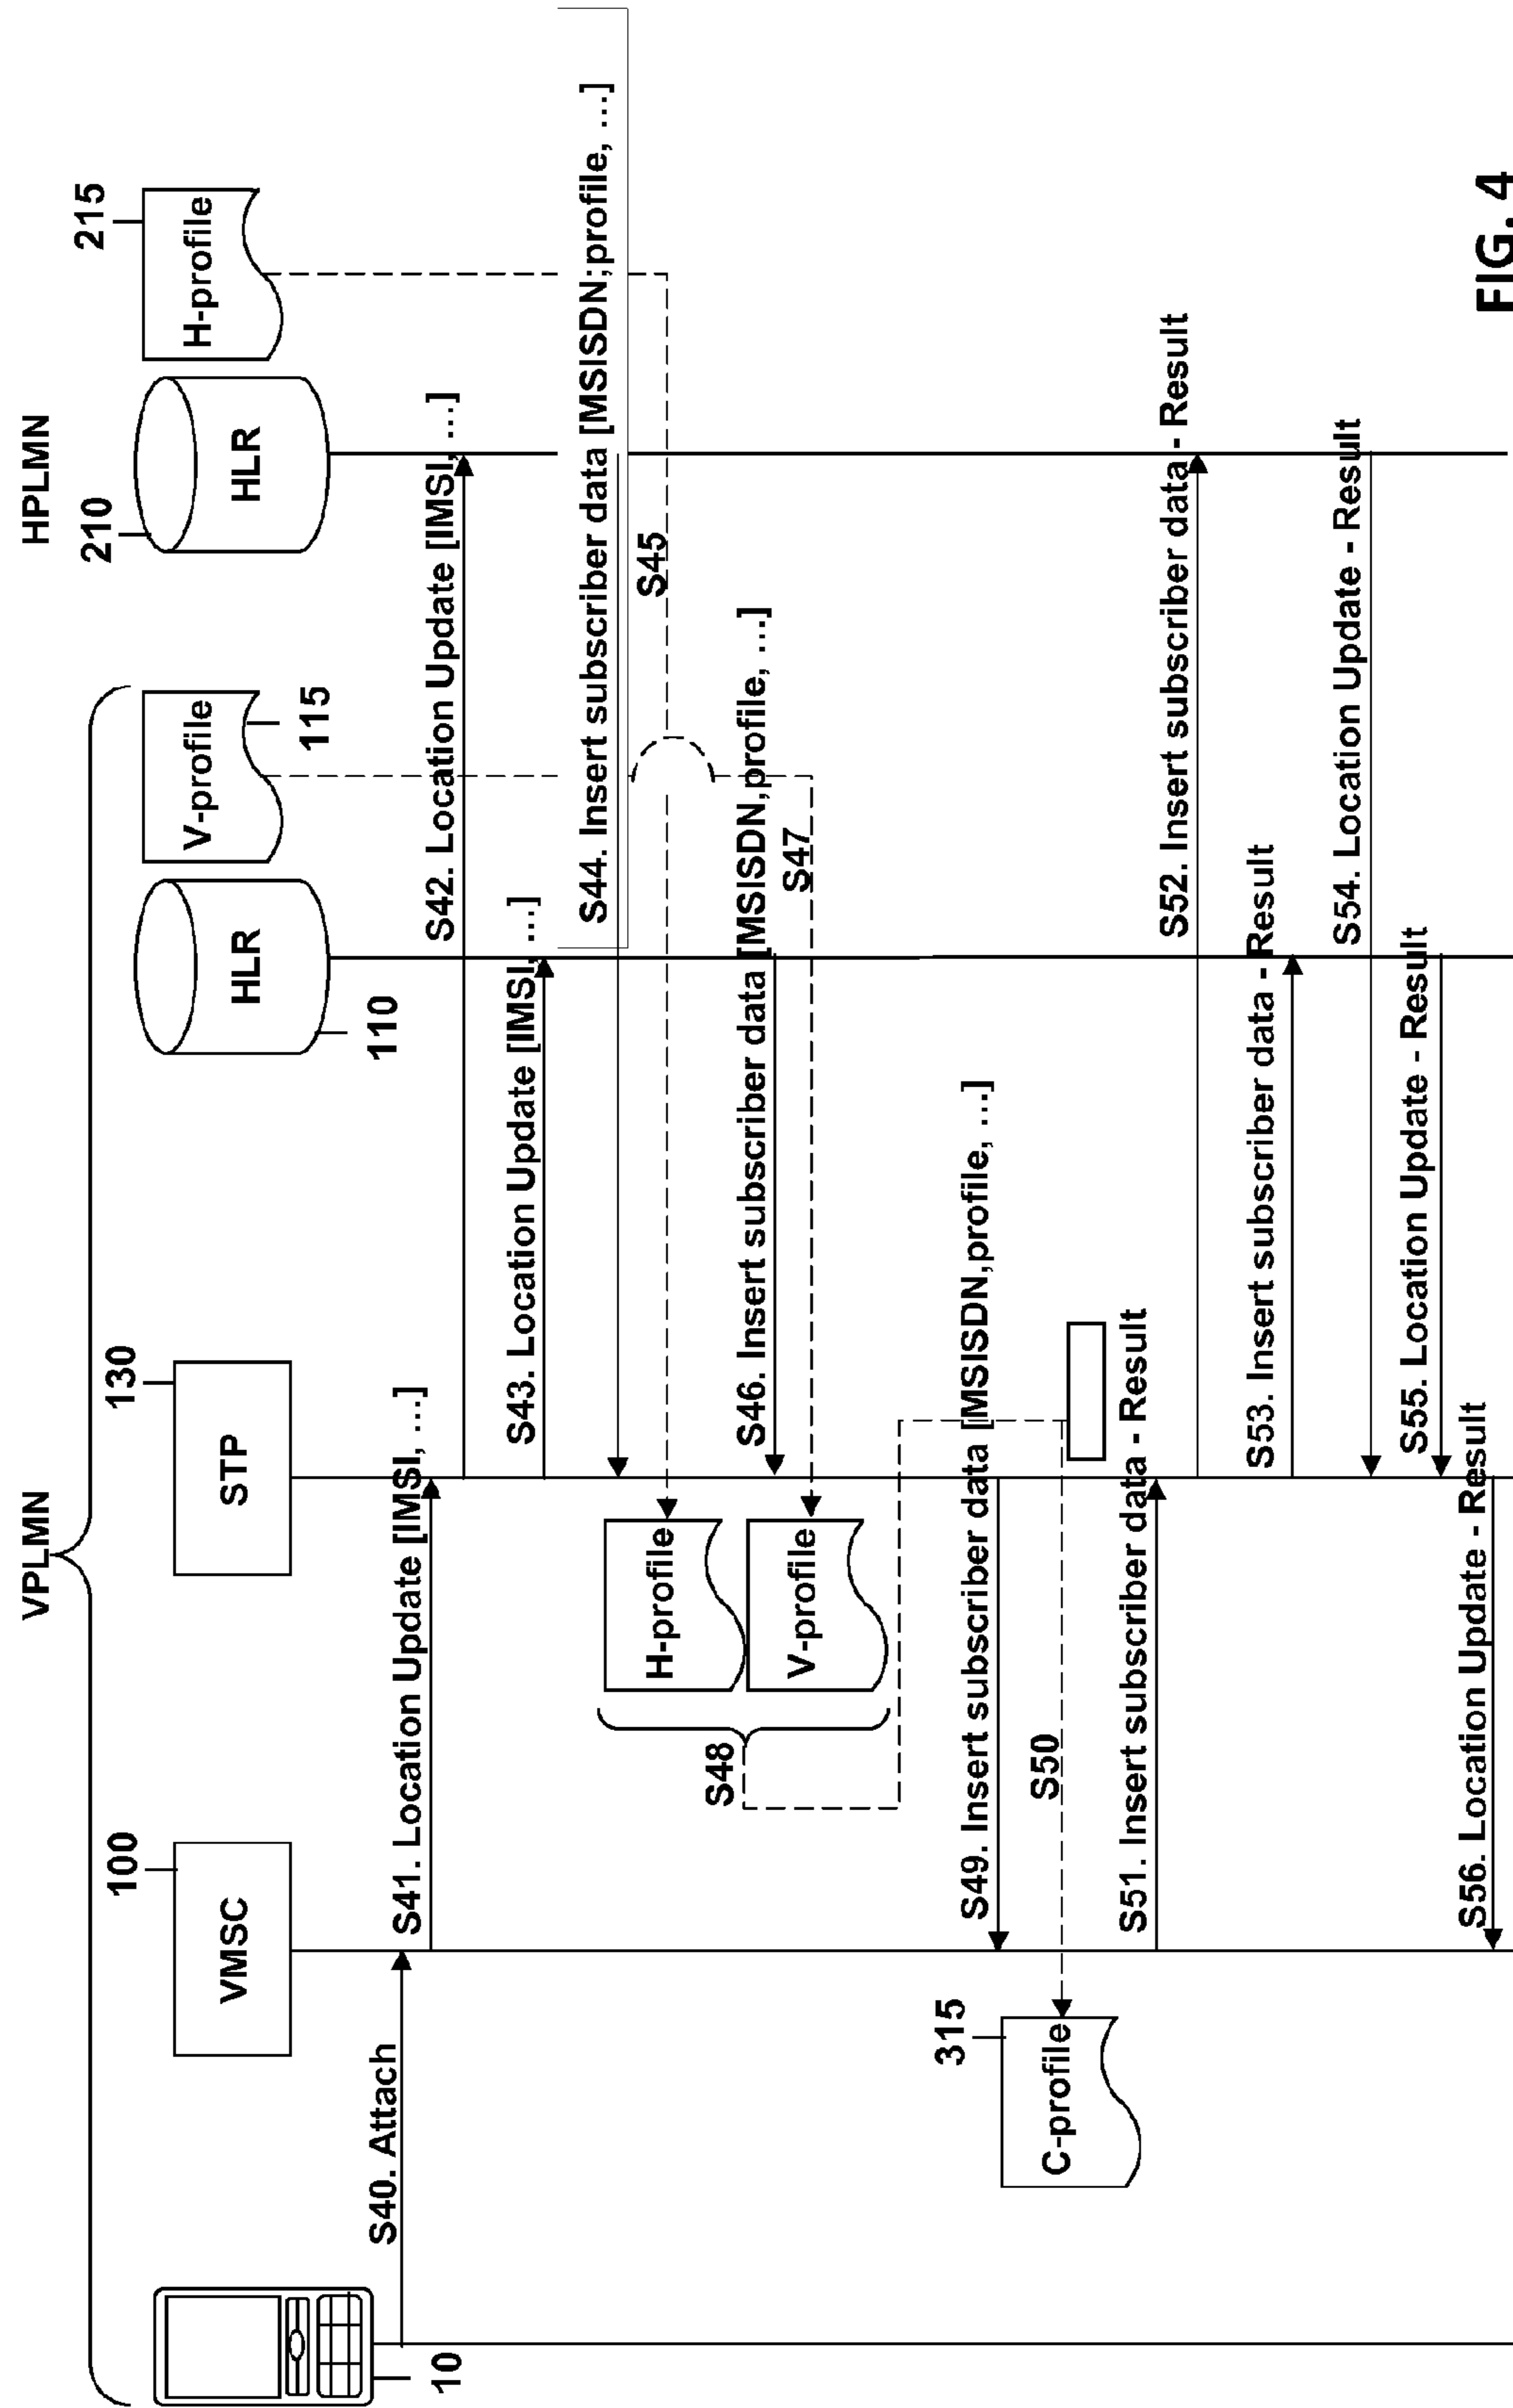 VPLMN
HPLMN
10
VMSC
100
STP
130
HLR
110
V-profile
115
HLR
210
H-profile
215
S40. Attach
S41. Location Update [IMSI, ...]
S42. Location Update [IMSI, ...]
S43. Location Update [IMSI, ...]
S44. Insert subscriber data [MSISDN,profile, ...]
S45
H-profile
S46. Insert subscriber data [MSISDN,profile, ...]
S47
V-profile
S48
S49. Insert subscriber data [MSISDN,profile, ...]
S50
315
C-profile
S51. Insert subscriber data - Result
S52. Insert subscriber data - Result
S53. Insert subscriber data - Result
S54. Location Update - Result
S55. Location Update - Result
S56. Location Update - Result
FIG. 4